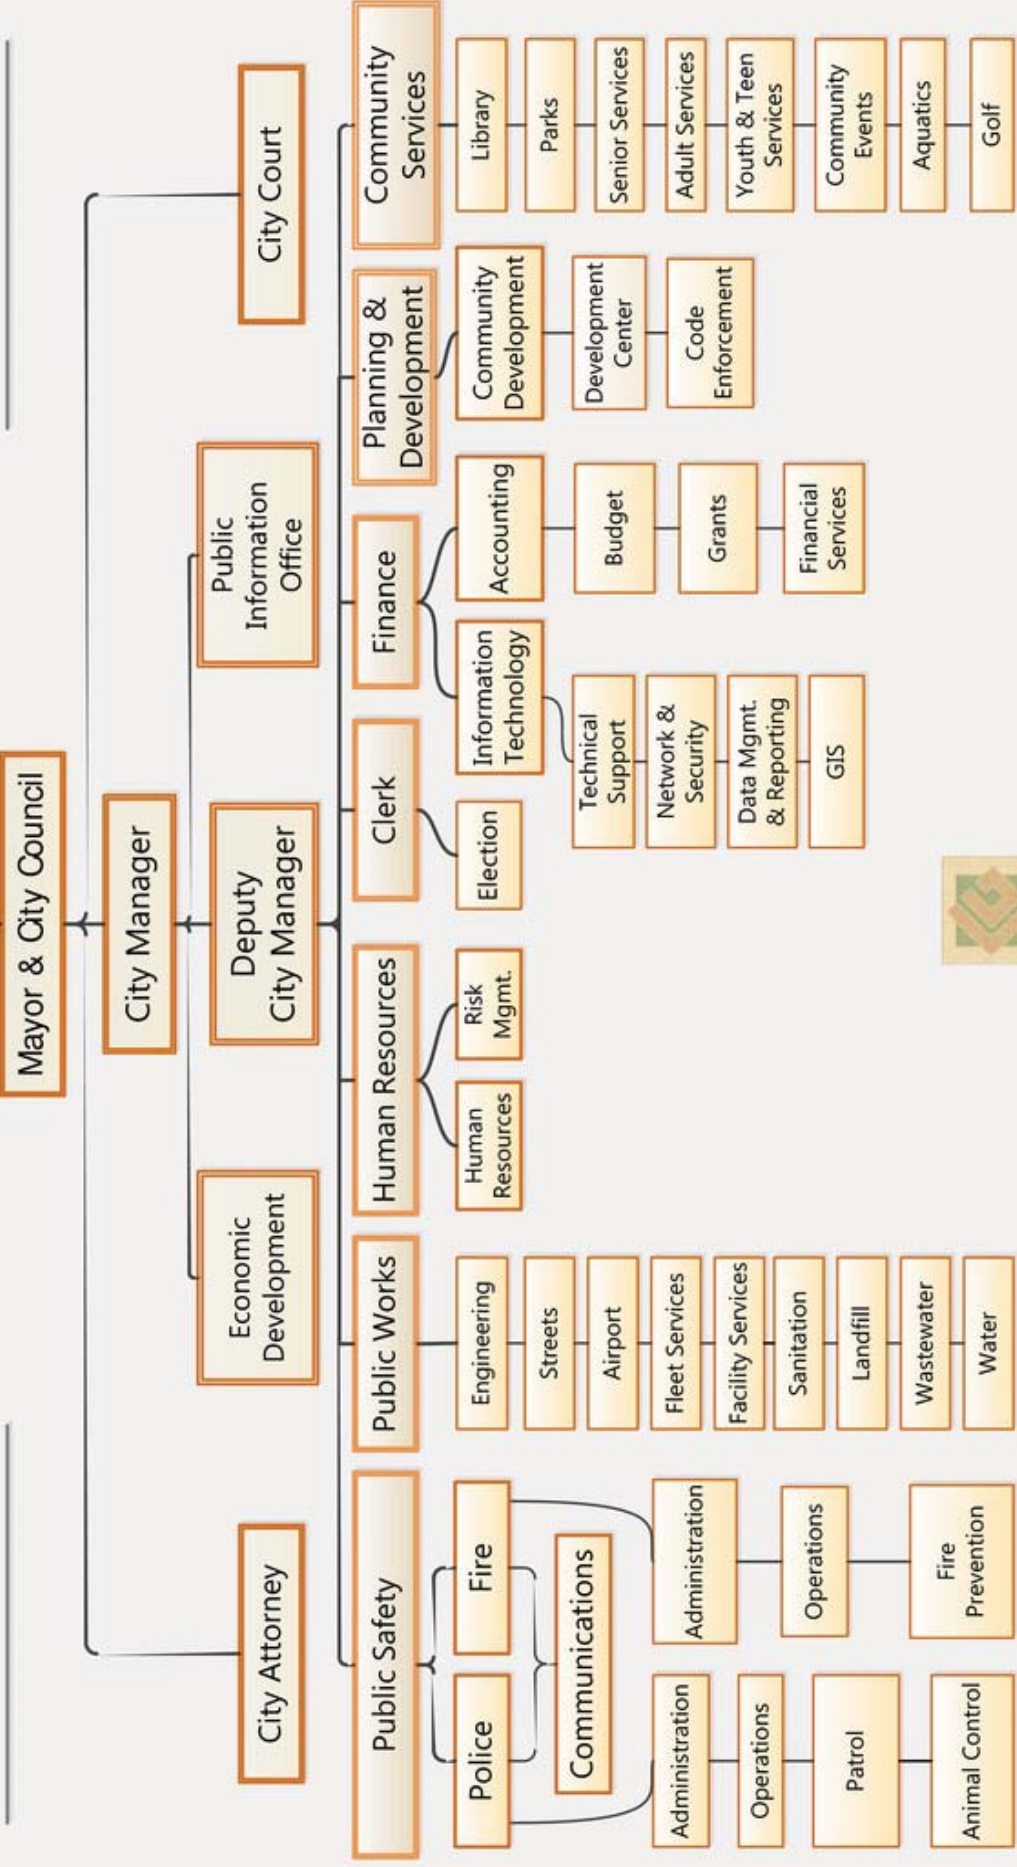 Mayor & City Council
City Manager
City Attorney
Economic
Development
Deputy
City Manager
Public
Information
Office
City Court
Public Safety
Police
Fire
Communications
Administration
Operations
Patrol
Animal Control
Administration
Operations
Fire
Prevention
Public Works
Engineering
Streets
Airport
Fleet Services
Facility Services
Sanitation
Landfill
Wastewater
Water
Human Resources
Human
Resources
Risk
Mgmt.
Clerk
Election
Finance
Information
Technology
Technical
Support
Network &
Security
Data Mgmt.
& Reporting
GIS
Accounting
Budget
Grants
Financial
Services
Planning &
Development
Community
Development
Development
Center
Code
Enforcement
Community
Services
Library
Parks
Senior Services
Adult Services
Youth & Teen
Services
Community
Events
Aquatics
Golf